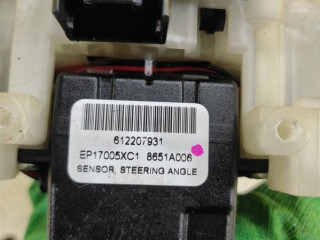 612207931
EP17005XC1 8651A006
SENSOR, STEERING ANGLE